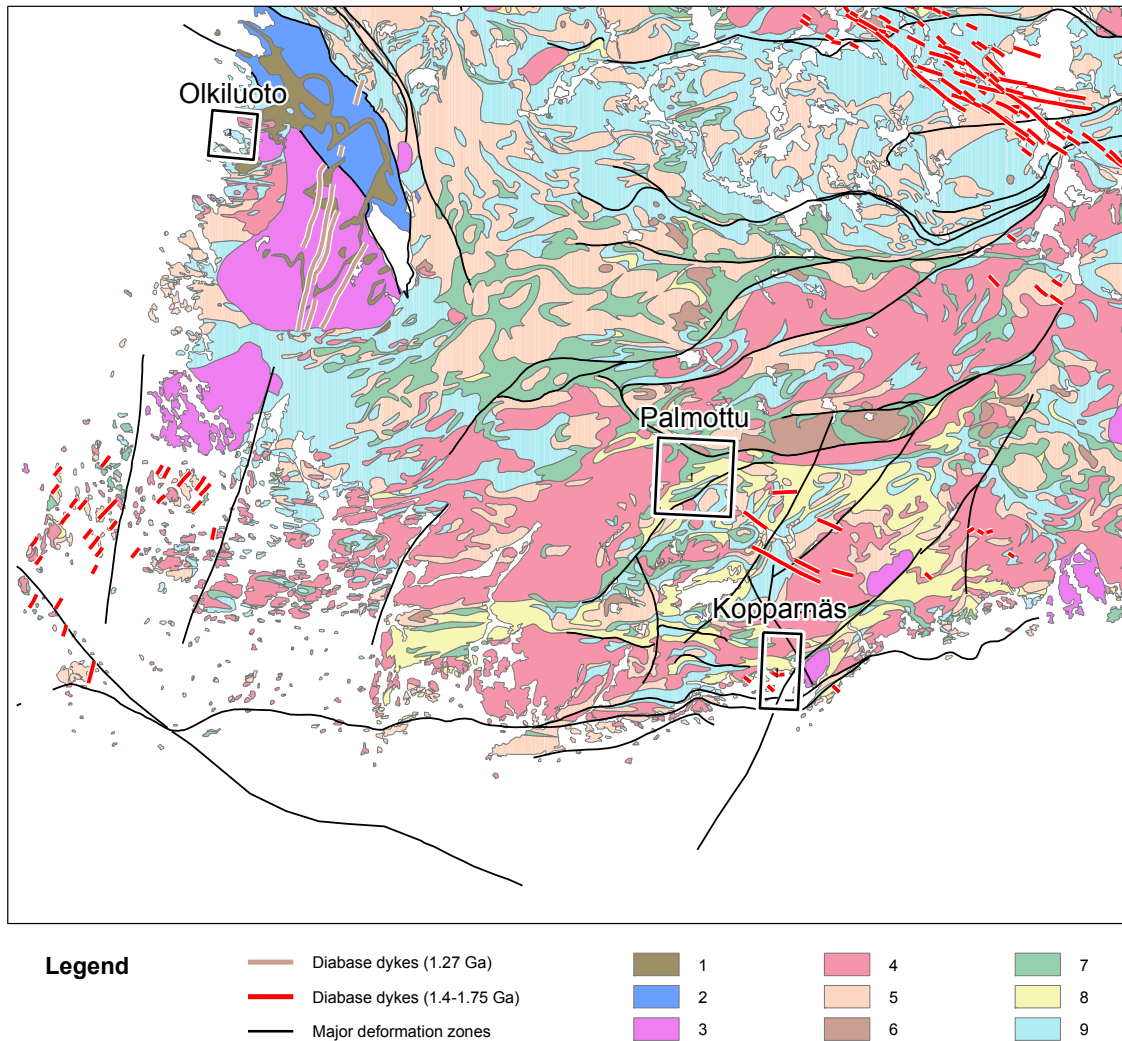 Olkiluoto
Palmottu
Kopparnäs
Legend
Diabase dykes (1.27 Ga)
Diabase dykes (1.4-1.75 Ga)
Major deformation zones
1
2
3
4
5
6
7
8
9